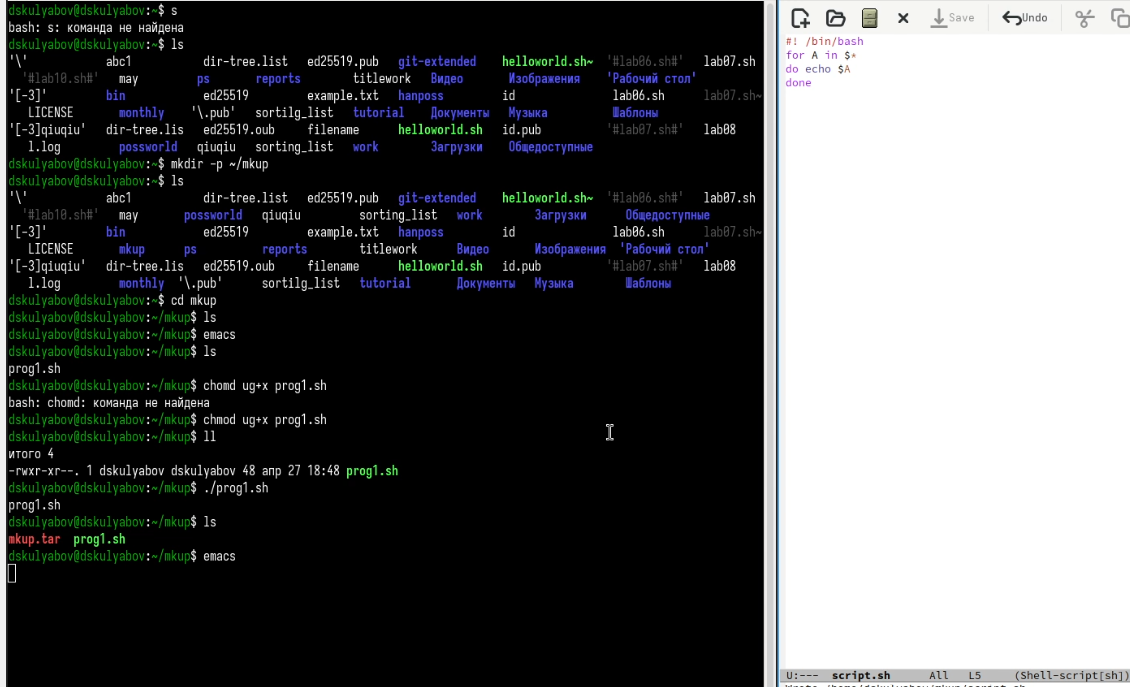 dskulyabov@dskulyabov:~$ s
bash: s: команда не найдена
dskulyabov@dskulyabov:~$ ls
'\' abc1 dir-tree.list ed25519.pub git-extended helloworld.sh~ '#lab06.sh#' lab07.sh
'#lab10.sh#' may ps reports titlework Видео Изображения 'Рабочий стол'
'[-3]' bin ed25519 example.txt hanposs id lab06.sh lab07.sh~
LICENSE monthly '\.pub' sortilg_list tutorial Документы Музыка Шаблоны
'[-3]qiuqiu' dir-tree.lis ed25519.oub filename helloworld.sh id.pub '#lab07.sh#' lab08
l.log possworld qiuqiu sorting_list work Загрузки Общедоступные
dskulyabov@dskulyabov:~$ mkdir -p ~/mkup
dskulyabov@dskulyabov:~$ ls
'\' abc1 dir-tree.list ed25519.pub git-extended helloworld.sh~ '#lab06.sh#' lab07.sh
'#lab10.sh#' may possworld qiuqiu sorting_list work Загрузки Общедоступные
'[-3]' bin ed25519 example.txt hanposs id lab06.sh lab07.sh~
LICENSE mkup ps reports titlework Видео Изображения 'Рабочий стол'
'[-3]qiuqiu' dir-tree.lis ed25519.oub filename helloworld.sh id.pub '#lab07.sh#' lab08
l.log monthly '\.pub' sortilg_list tutorial Документы Музыка Шаблоны
dskulyabov@dskulyabov:~$ cd mkup
dskulyabov@dskulyabov:~/mkup$ ls
dskulyabov@dskulyabov:~/mkup$ emacs
dskulyabov@dskulyabov:~/mkup$ ls
prog1.sh
dskulyabov@dskulyabov:~/mkup$ chomd ug+x prog1.sh
bash: chomd: команда не найдена
dskulyabov@dskulyabov:~/mkup$ chmod ug+x prog1.sh
dskulyabov@dskulyabov:~/mkup$ ll
итого 4
-rwxr-xr--. 1 dskulyabov dskulyabov 48 апр 27 18:48 prog1.sh
dskulyabov@dskulyabov:~/mkup$ ./prog1.sh
prog1.sh
dskulyabov@dskulyabov:~/mkup$ ls
mkup.tar prog1.sh
dskulyabov@dskulyabov:~/mkup$ emacs
Save Undo
#! /bin/bash
for A in $*
do echo $A
done
U:--- script.sh All L5 (Shell-script[sh])